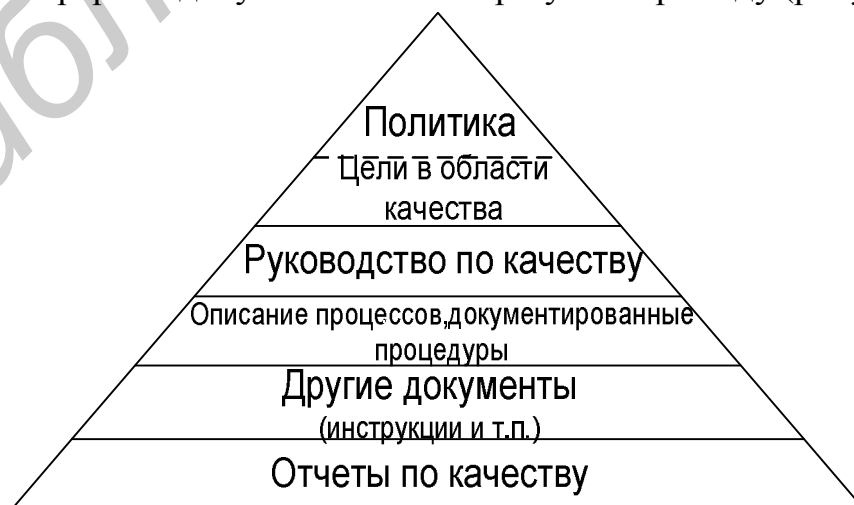 Политика
Цели в области
качества
Руководство по качеству
Описание процессов,документированные
процедуры
Другие документы
(инструкции и т.п.)
Отчеты по качеству